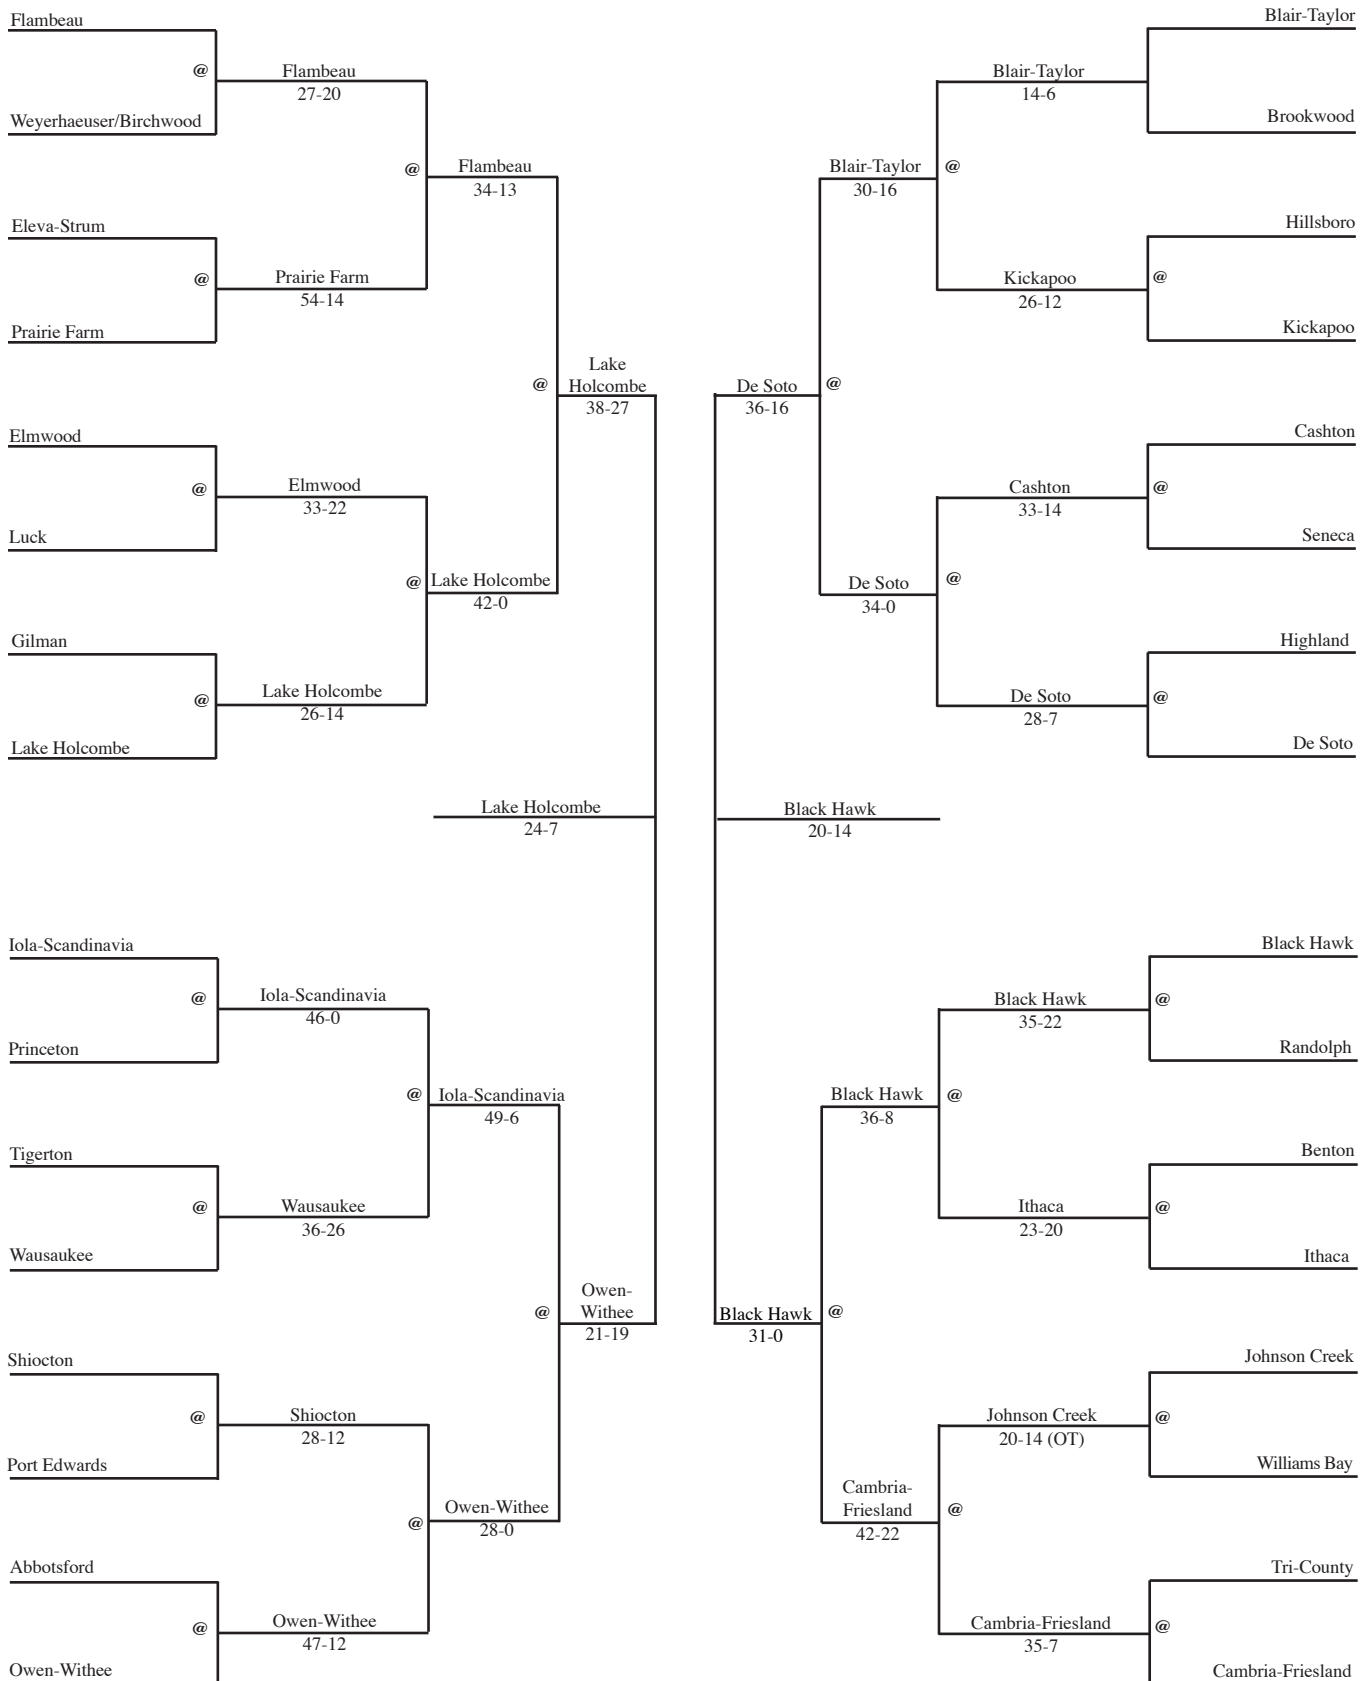 Flambeau
@
Flambeau
27-20
Weyerhaeuser/Birchwood
@
Flambeau
34-13
Eleva-Strum
@
Prairie Farm
54-14
Prairie Farm
@
Lake
Holcombe
38-27
Elmwood
@
Elmwood
33-22
Luck
@
Lake Holcombe
42-0
Gilman
@
Lake Holcombe
26-14
Lake Holcombe
Lake Holcombe
24-7
Iola-Scandinavia
@
Iola-Scandinavia
46-0
Princeton
@
Iola-Scandinavia
49-6
Tigerton
@
Wausaukee
36-26
Wausaukee
@
Owen-
Withee
21-19
Shiocton
@
Shiocton
28-12
Port Edwards
@
Owen-Withee
28-0
Abbotsford
@
Owen-Withee
47-12
Owen-Withee
Blair-Taylor
Blair-Taylor
14-6
Brookwood
Blair-Taylor
30-16
@
Hillsboro
Kickapoo
26-12
@
Kickapoo
De Soto
36-16
@
Cashton
Cashton
33-14
@
Seneca
De Soto
34-0
@
Highland
De Soto
28-7
@
De Soto
Black Hawk
20-14
Black Hawk
Black Hawk
35-22
@
Randolph
Black Hawk
36-8
@
Benton
Ithaca
23-20
@
Ithaca
Black Hawk
31-0
@
Johnson Creek
Johnson Creek
20-14 (OT)
@
Williams Bay
Cambria-
Friesland
42-22
@
Tri-County
Cambria-Friesland
35-7
@
Cambria-Friesland